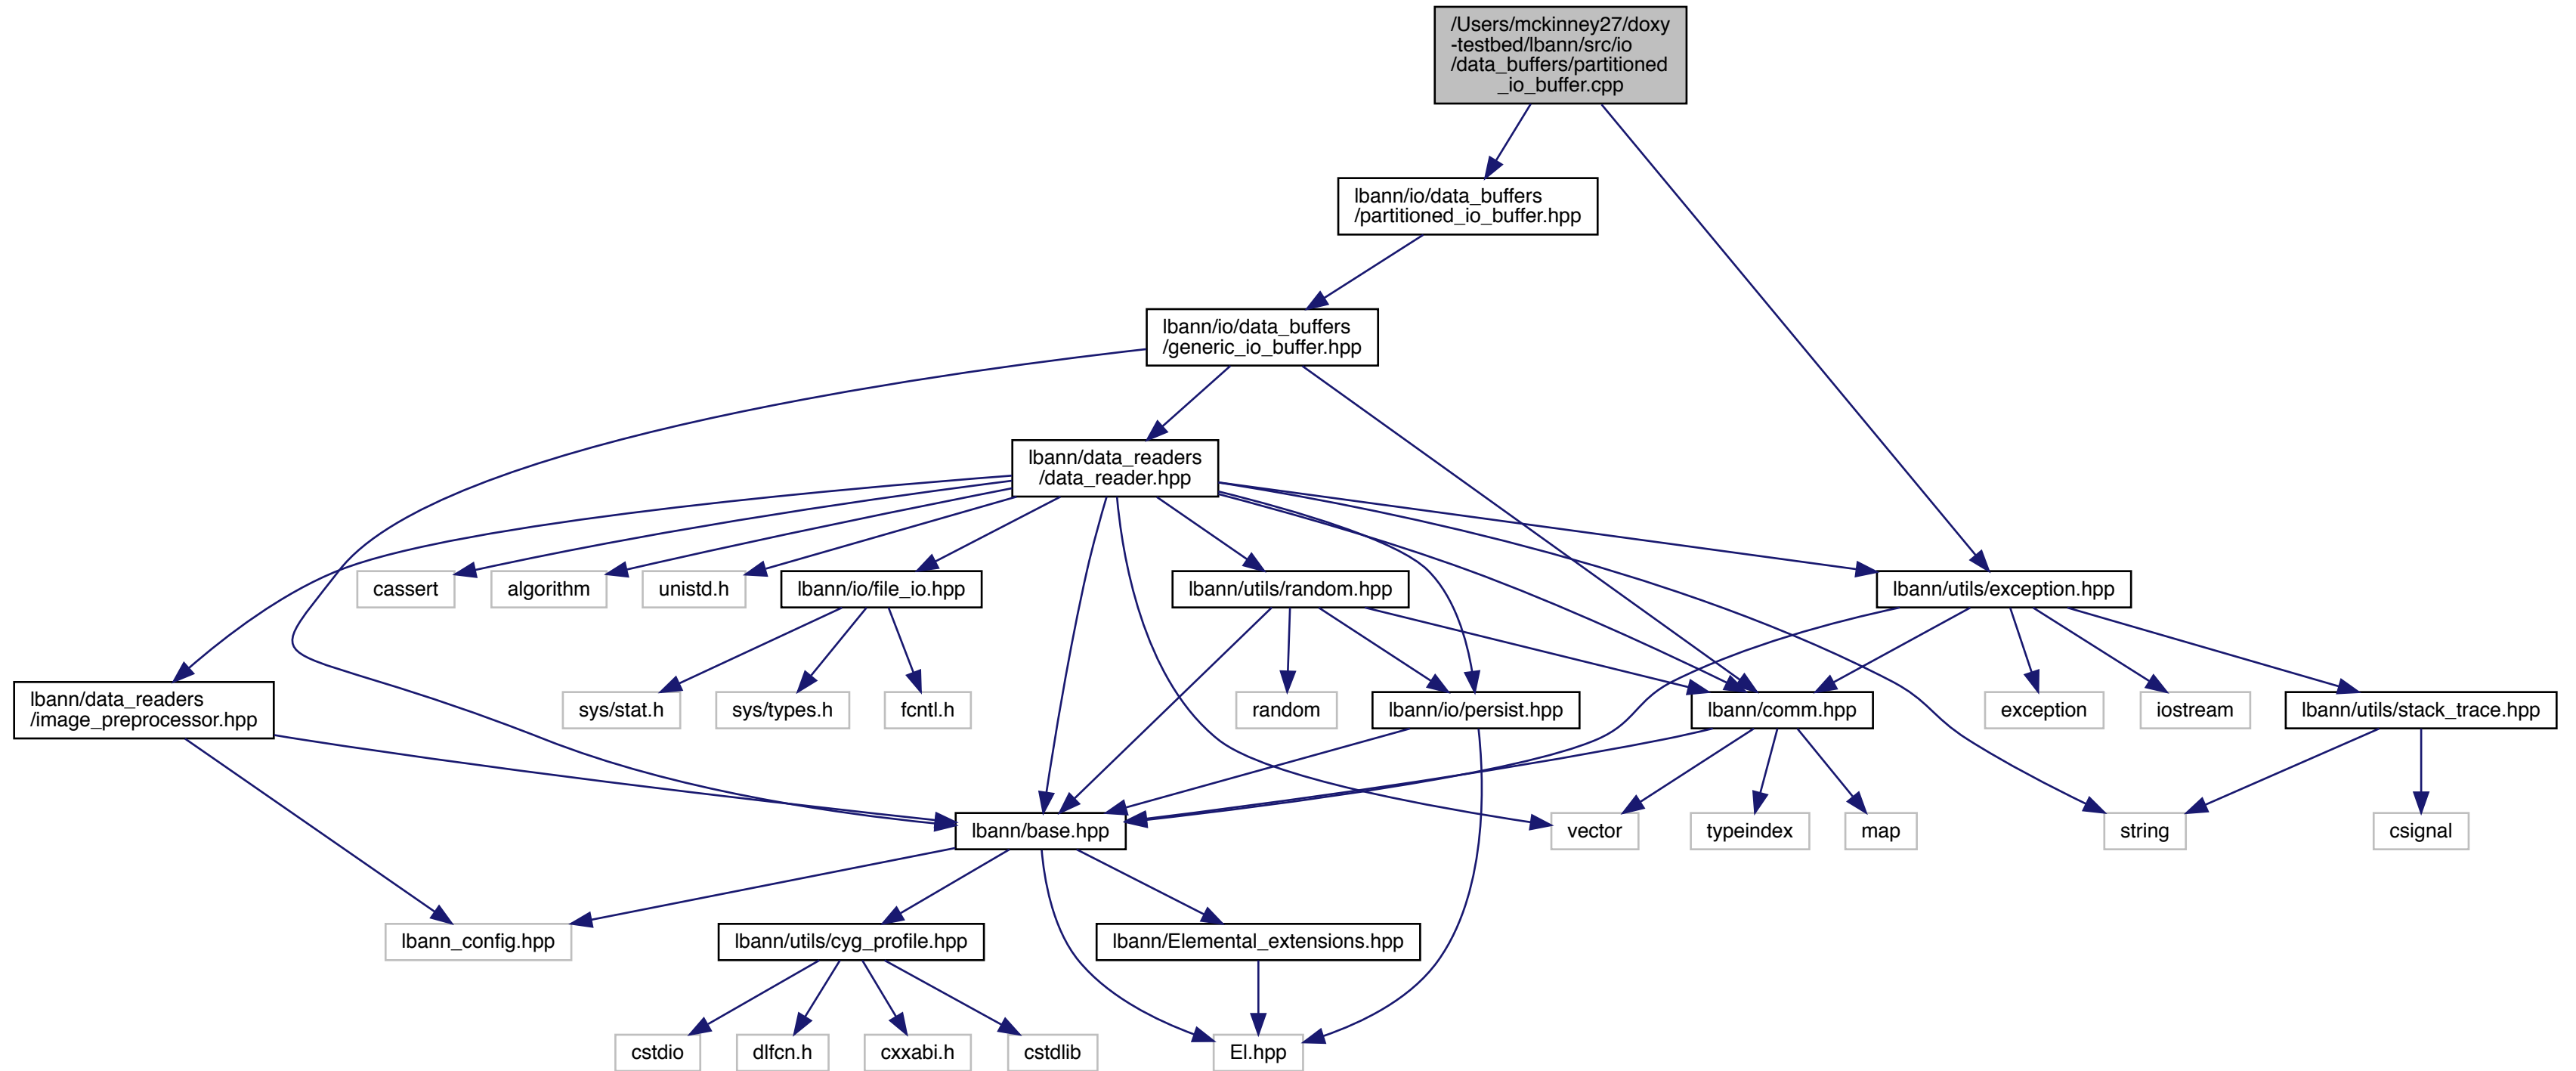 /Users/mckinney27/doxy
-testbed/lbann/src/io
/data_buffers/partitioned
_io_buffer.cpp
lbann/io/data_buffers
/partitioned_io_buffer.hpp
lbann/io/data_buffers
/generic_io_buffer.hpp
lbann/data_readers
/data_reader.hpp
cassert
algorithm
unistd.h
lbann/io/file_io.hpp
lbann/utils/random.hpp
lbann/utils/exception.hpp
lbann/data_readers
/image_preprocessor.hpp
sys/stat.h
sys/types.h
fcntl.h
random
lbann/io/persist.hpp
lbann/comm.hpp
exception
iostream
lbann/utils/stack_trace.hpp
lbann/base.hpp
vector
typeindex
map
string
csignal
lbann_config.hpp
lbann/utils/cyg_profile.hpp
lbann/Elemental_extensions.hpp
cstdio
dlfcn.h
cxxabi.h
cstdlib
El.hpp